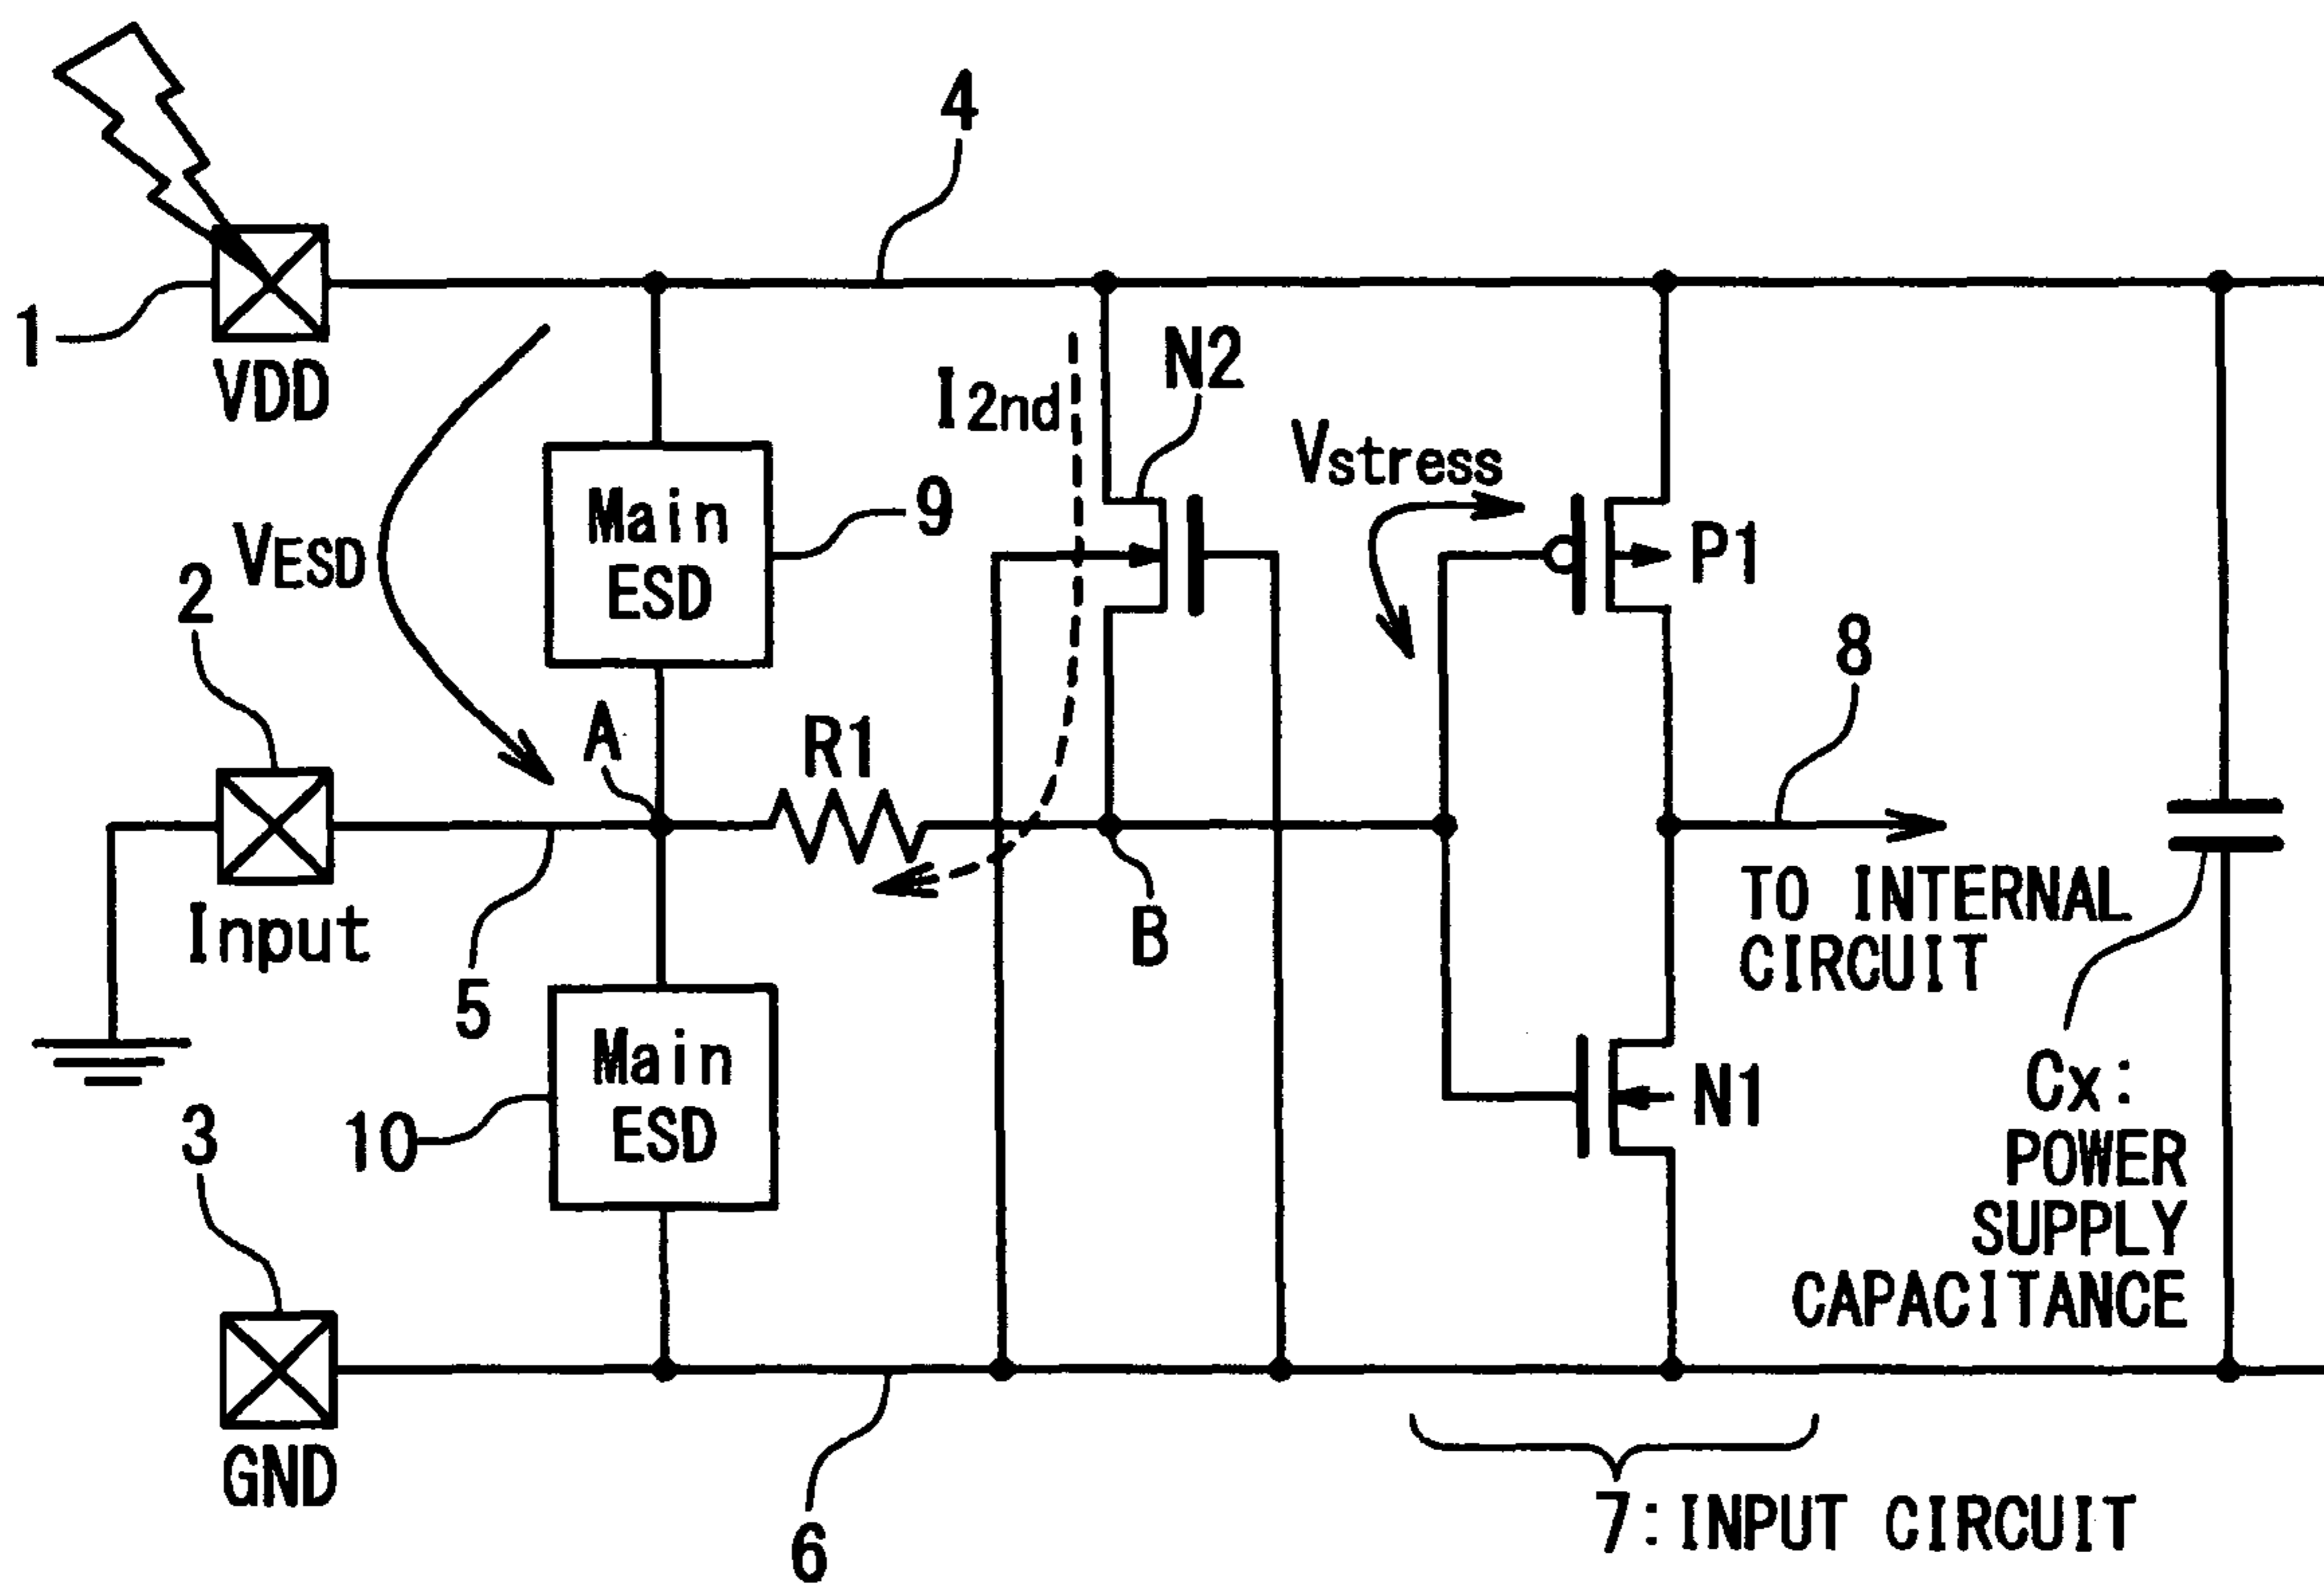 4
1
VDD
I2nd
N2
Vstress
Main
ESD
9
P1
VESD
2
8
A
R1
Input
B
TO INTERNAL
CIRCUIT
5
Main
ESD
N1
Cx:
POWER
SUPPLY
CAPACITANCE
10
3
GND
6
7:INPUT CIRCUIT